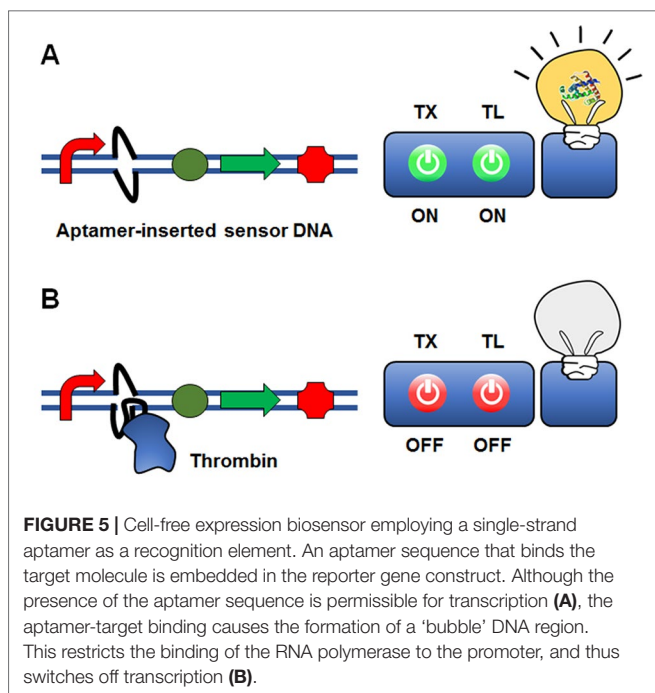 A
TX TL
ON ON
Aptamer-inserted sensor DNA
B
TX TL
OFF OFF
Thrombin
FIGURE 5 | Cell-free expression biosensor employing a single-strand
aptamer as a recognition element. An aptamer sequence that binds the
target molecule is embedded in the reporter gene construct. Although the
presence of the aptamer sequence is permissible for transcription (A), the
aptamer-target binding causes the formation of a ‘bubble’ DNA region.
This restricts the binding of the RNA polymerase to the promoter, and thus
switches off transcription (B).